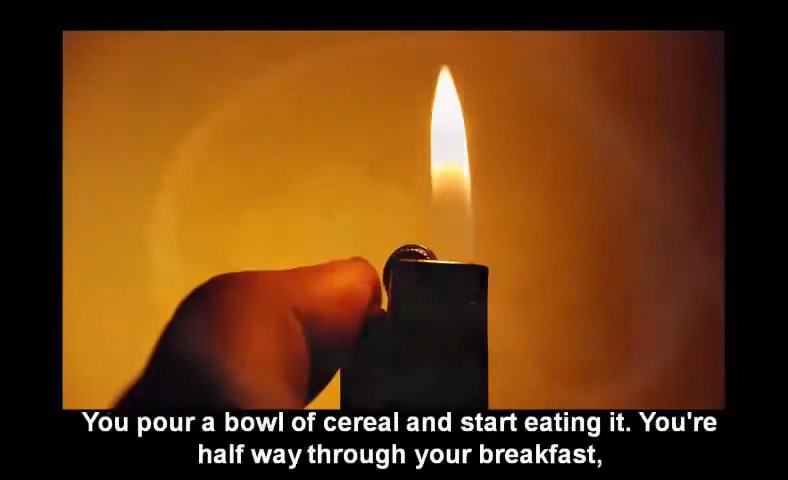 You pour a bowl of cereal and start eating it. You're
half way through your breakfast,